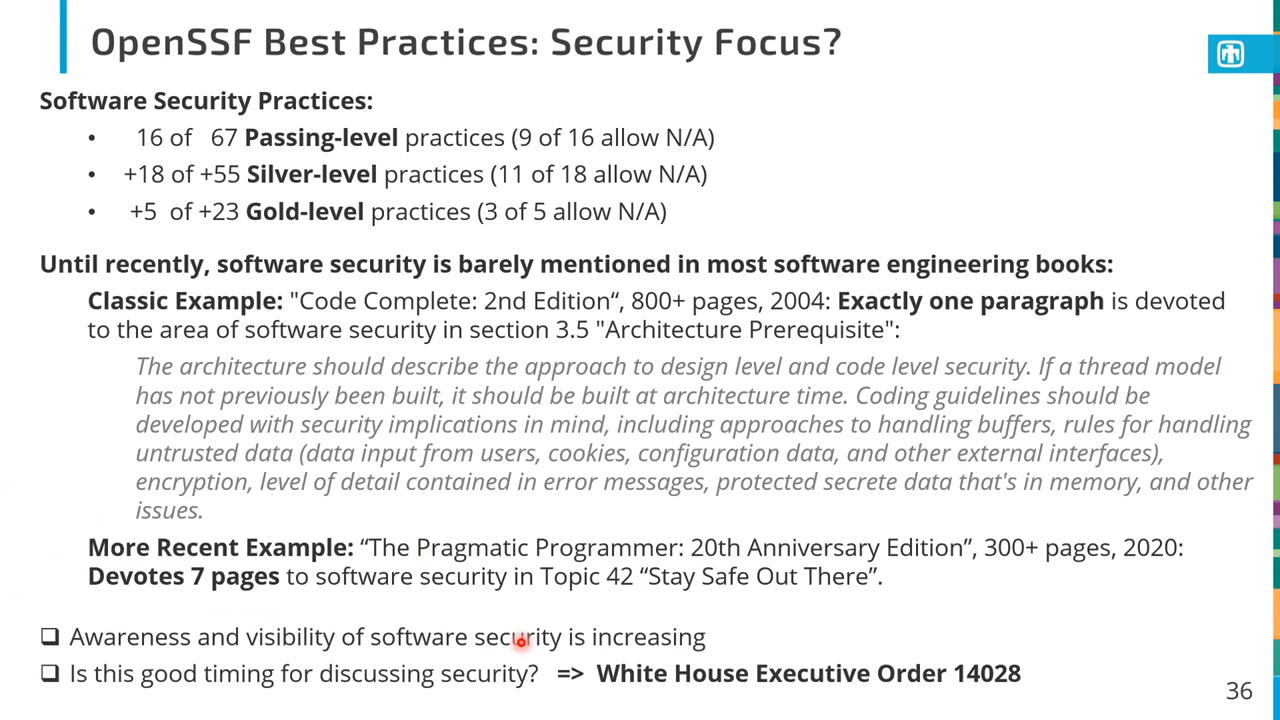 OpenSSF Best Practices: Security Focus?
Software Security Practices:
• 16 of 67 Passing-level practices (9 of 16 allow N/A)
• +18 of +55 Silver-level practices (11 of 18 allow N/A)
• +5 of +23 Gold-level practices (3 of 5 allow N/A)
Until recently, software security is barely mentioned in most software engineering books:
Classic Example: "Code Complete: 2nd Edition“, 800+ pages, 2004: Exactly one paragraph is devoted
to the area of software security in section 3.5 "Architecture Prerequisite":
The architecture should describe the approach to design level and code level security. If a thread model
has not previously been built, it should be built at architecture time. Coding guidelines should be
developed with security implications in mind, including approaches to handling buffers, rules for handling
untrusted data (data input from users, cookies, configuration data, and other external interfaces),
encryption, level of detail contained in error messages, protected secrete data that's in memory, and other
issues.
More Recent Example: “The Pragmatic Programmer: 20th Anniversary Edition”, 300+ pages, 2020:
Devotes 7 pages to software security in Topic 42 “Stay Safe Out There”.
❑ Awareness and visibility of software security is increasing
❑ Is this good timing for discussing security? => White House Executive Order 14028
36